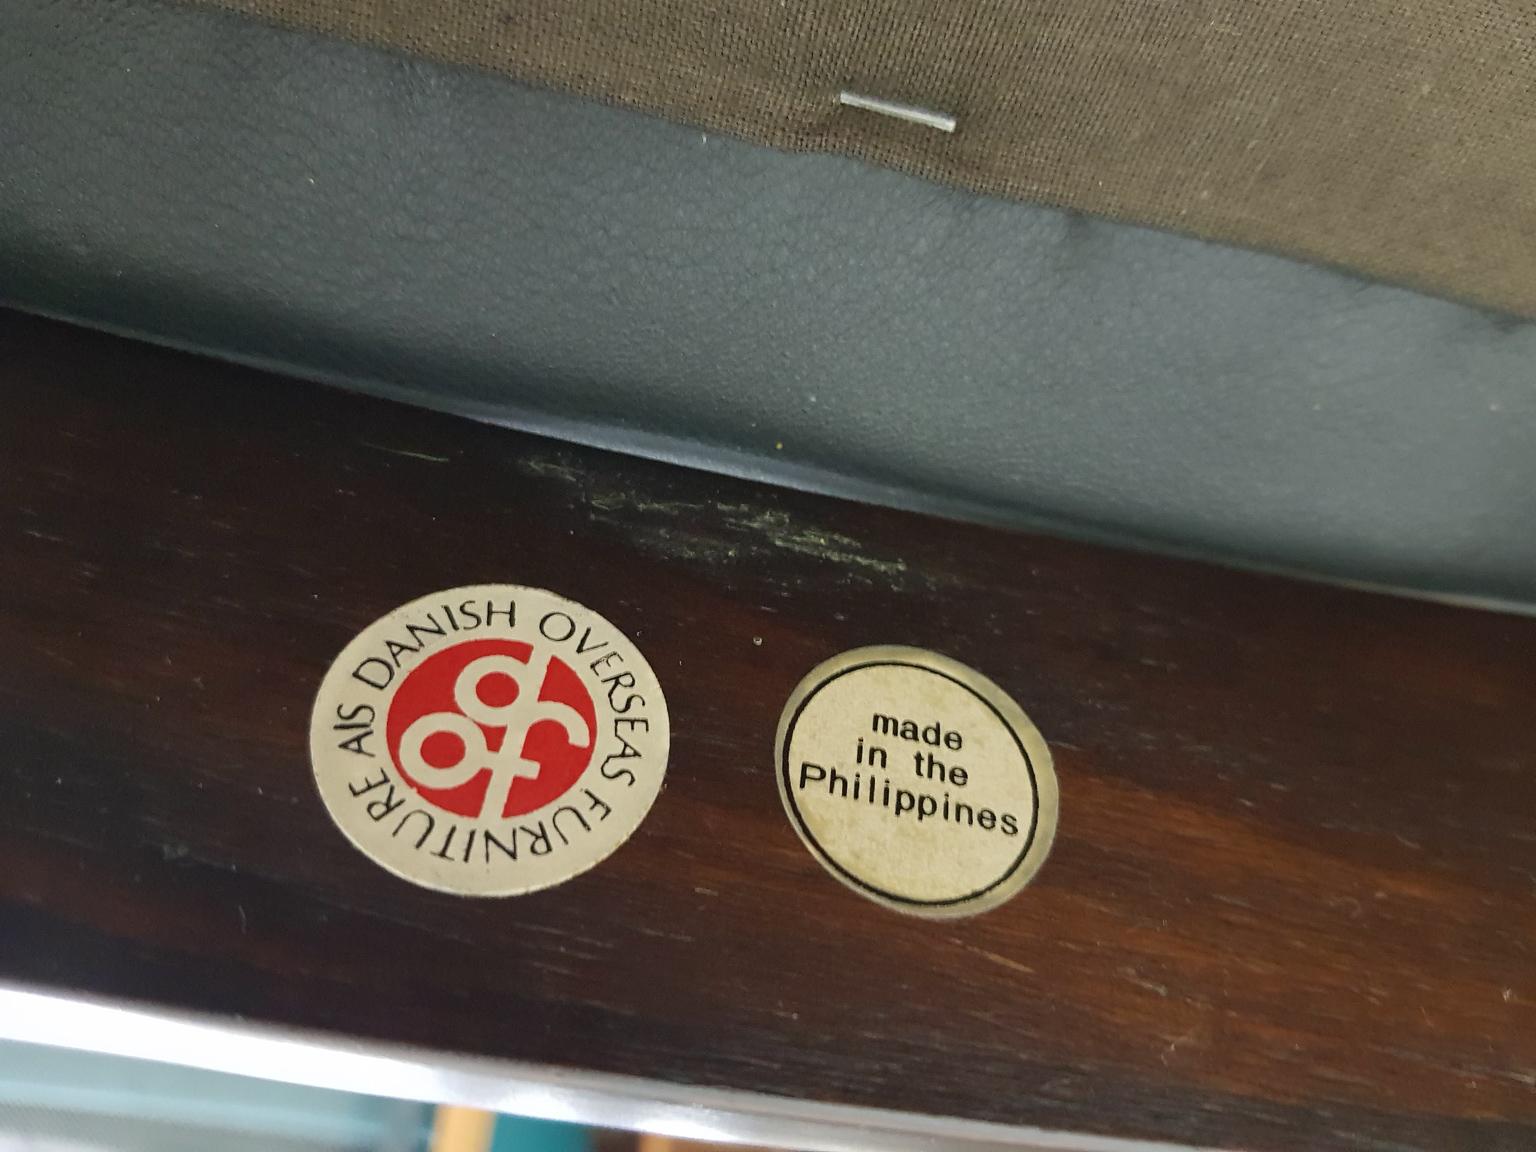 DANISH OVERSEAS FURNITURE A/S
dof
made
in the
Philippines